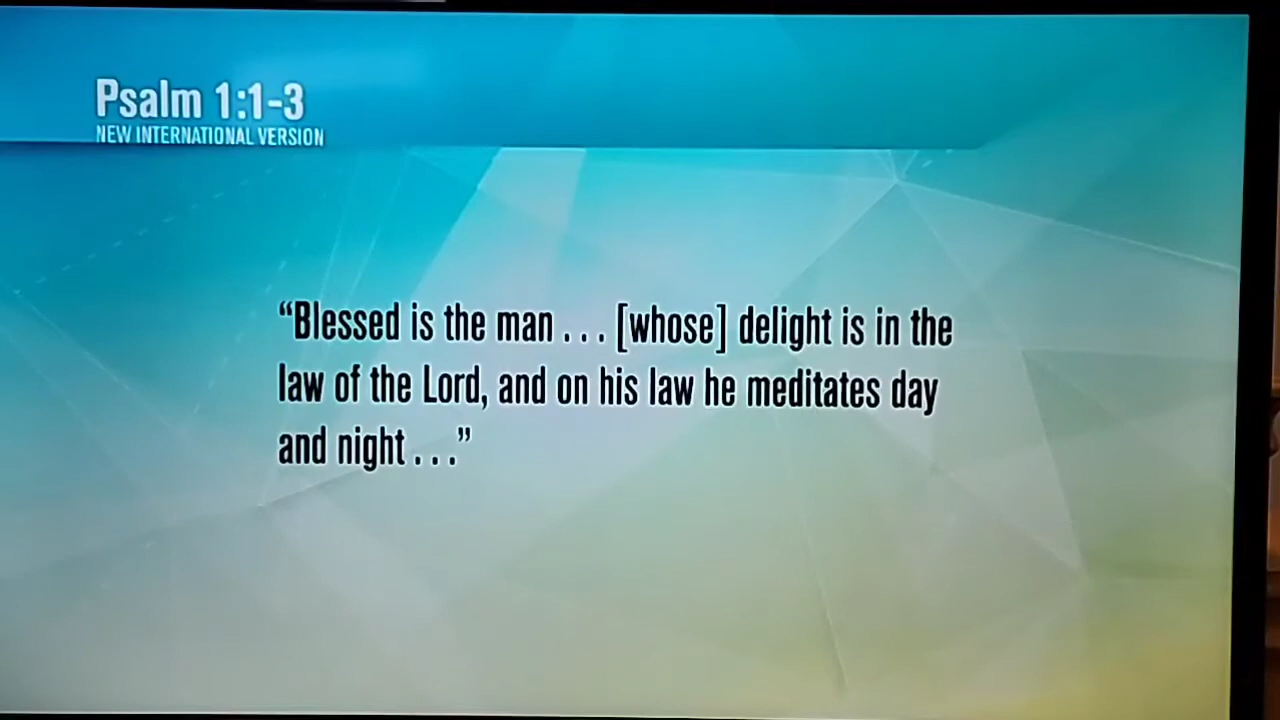 Psalm 1:1-3
NEW INTERNATIONAL VERSION
“Blessed is the man . . . [whose] delight is in the
law of the Lord, and on his law he meditates day
and night . . .”